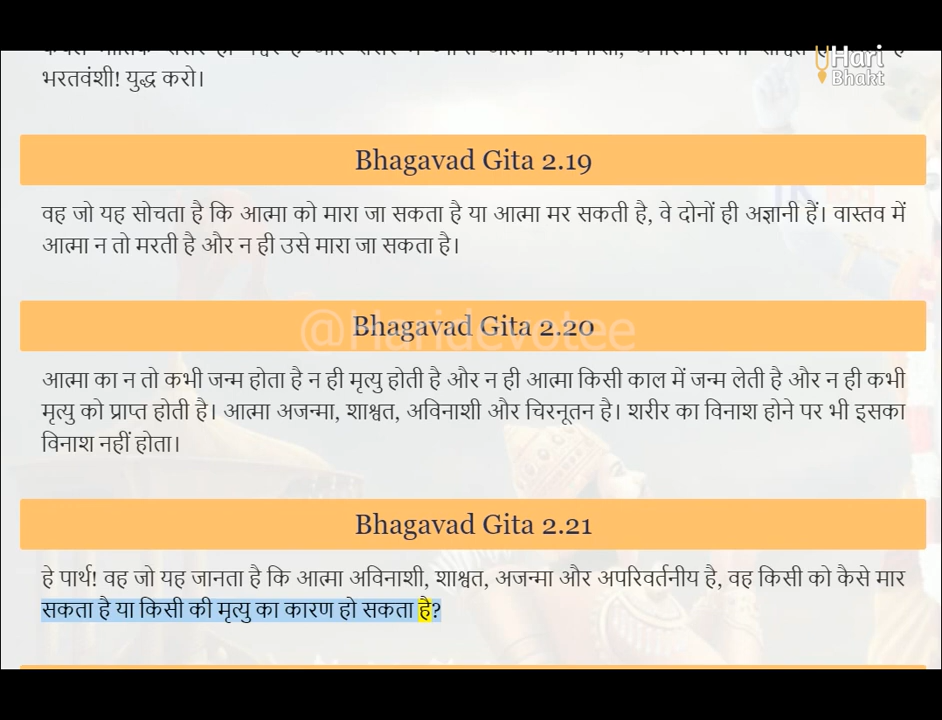 Hari
Bhakt
भरतवंशी! युद्ध करो।
Bhagavad Gita 2.19
वह जो यह सोचता है कि आत्मा को मारा जा सकता है या आत्मा मर सकती है, वे दोनों ही अज्ञानी हैं। वास्तव में
आत्मा न तो मरती है और न ही उसे मारा जा सकता है।
Bhagavad Gita 2.20
@Haridevotee
आत्मा का न तो कभी जन्म होता है न ही मृत्यु होती है और न ही आत्मा किसी काल में जन्म लेती है और न ही कभी
मृत्यु को प्राप्त होती है। आत्मा अजन्मा, शाश्वत, अविनाशी और चिरनूतन है। शरीर का विनाश होने पर भी इसका
विनाश नहीं होता।
Bhagavad Gita 2.21
हे पार्थ! वह जो यह जानता है कि आत्मा अविनाशी, शाश्वत, अजन्मा और अपरिवर्तनीय है, वह किसी को कैसे मार
सकता है या किसी की मृत्यु का कारण हो सकता है?